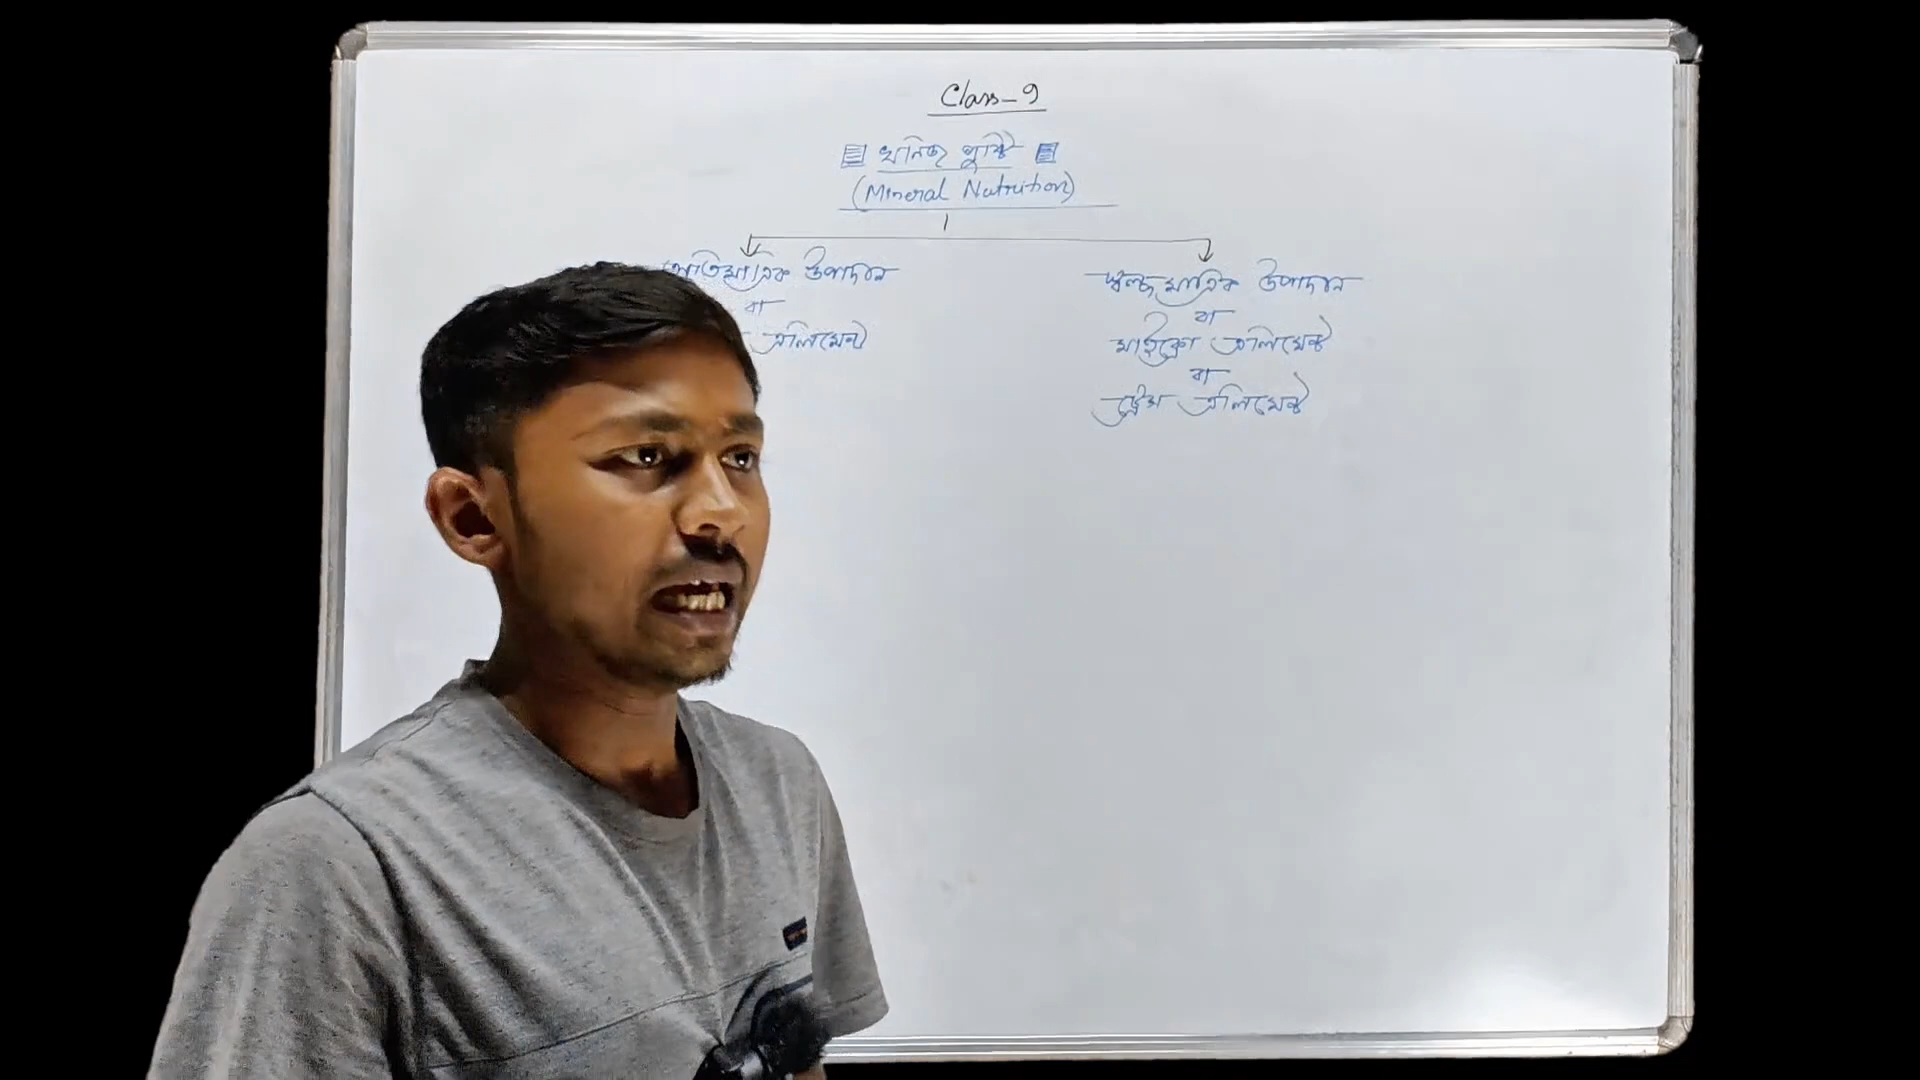 Class-9
খনিজ পুষ্টি
(Mineral Nutrition)
অতিমাত্রিক উপাদান
বা
এলিমেন্ট
স্বল্পমাত্রিক উপাদান
বা
মাইক্রো এলিমেন্ট
বা
ট্রেস এলিমেন্ট